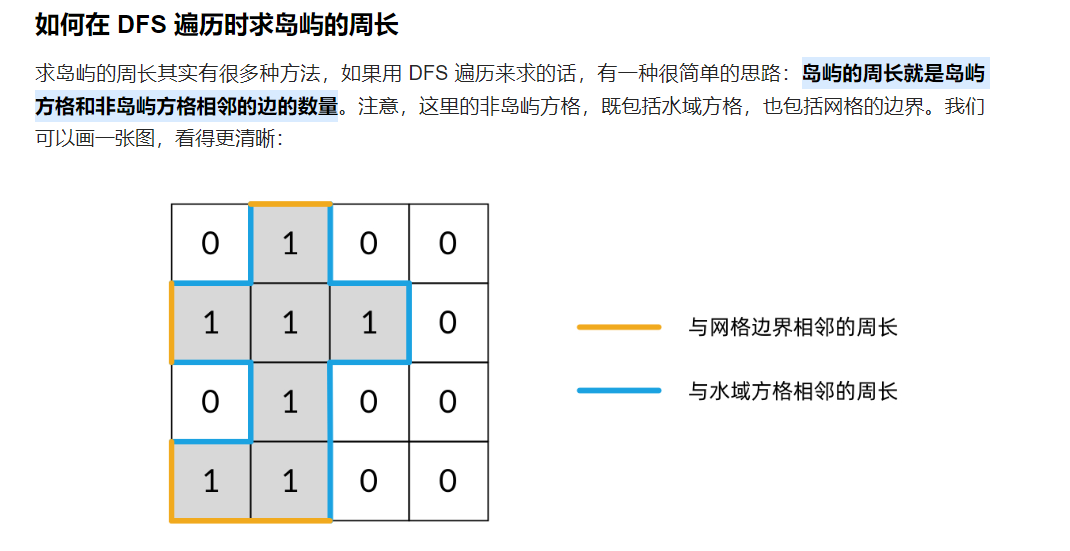 如何在 DFS 遍历时求岛屿的周长
求岛屿的周长其实有很多种方法，如果用 DFS 遍历来求的话，有一种很简单的思路：岛屿的周长就是岛屿
方格和非岛屿方格相邻的边的数量。注意，这里的非岛屿方格，既包括水域方格，也包括网格的边界。我们
可以画一张图，看得更清晰：
0 1 0 0
1 1 1 0
与网格边界相邻的周长
与水域方格相邻的周长
0 1 0 0
1 1 0 0